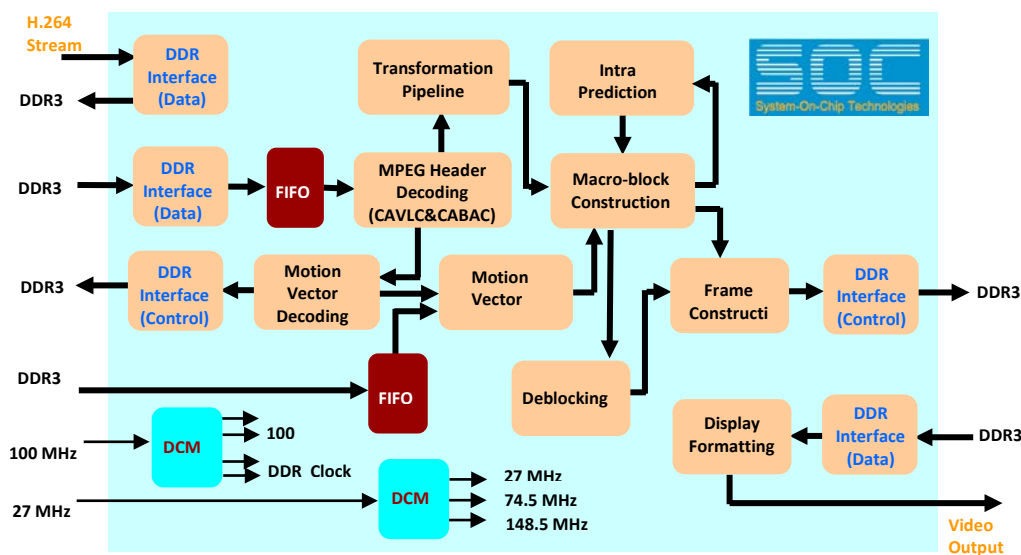 H.264
Stream
DDR
Interface
(Data)
DDR3
Transformation
Pipeline
Intra
Prediction
SOC
System-On-Chip Technologies
DDR3
DDR
Interface
(Data)
FIFO
MPEG Header
Decoding
(CAVLC&CABAC)
Macro-block
Construction
DDR3
DDR
Interface
(Control)
Motion
Vector
Decoding
Motion
Vector
Frame
Constructi
DDR
Interface
(Control)
DDR3
DDR3
FIFO
Deblocking
Display
Formatting
DDR
Interface
(Data)
DDR3
100 MHz
DCM
100
DDR Clock
27 MHz
DCM
27 MHz
74.5 MHz
148.5 MHz
Video
Output